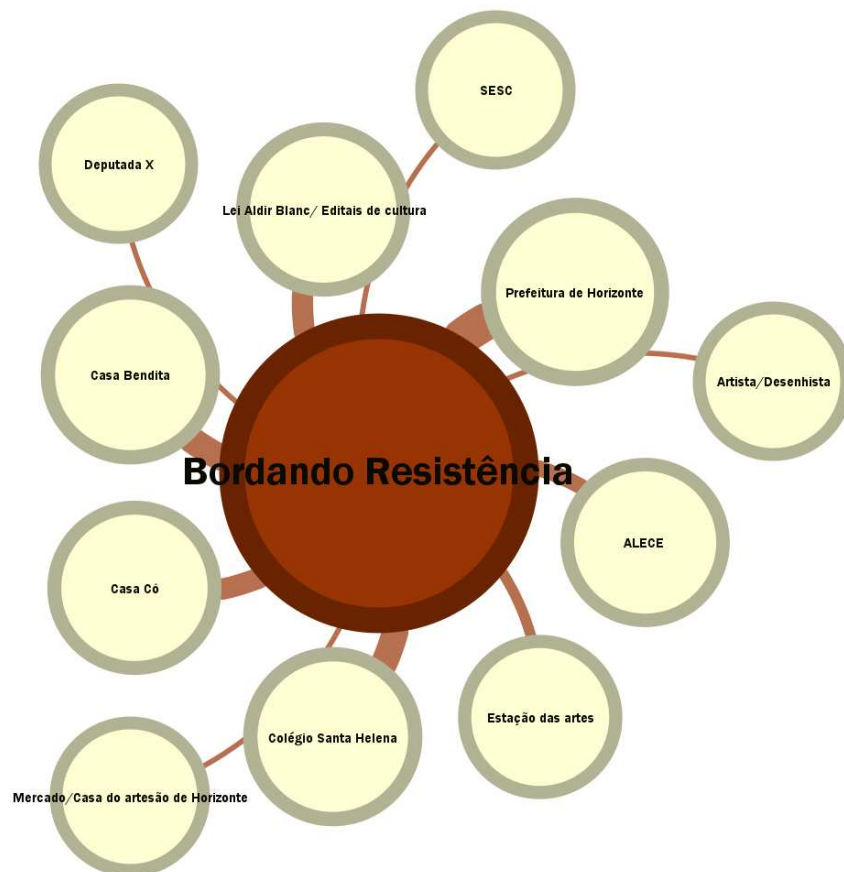 SESC
Deputada X
Lei Aldir Blanc/ Editais de cultura
Prefeitura de Horizonte
Casa Bendita
Artista/Desenhista
Bordando Resistência
ALECE
Casa Cô
Estação das artes
Colégio Santa Helena
Mercado/Casa do artesão de Horizonte